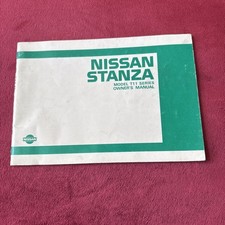 NISSAN
STANZA
MODEL T11 SERIES
OWNER'S MANUAL